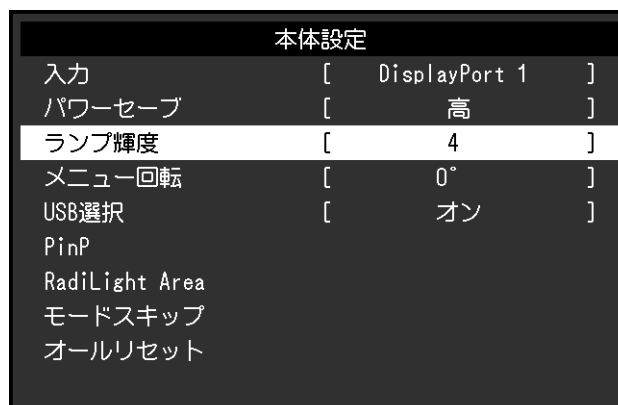 本体設定
入力 [ DisplayPort 1 ]
パワーセーブ [ 高 ]
ランプ輝度 [ 4 ]
メニュー回転 [ 0° ]
USB選択 [ オン ]
PinP
RadiLight Area
モードスキップ
オールリセット